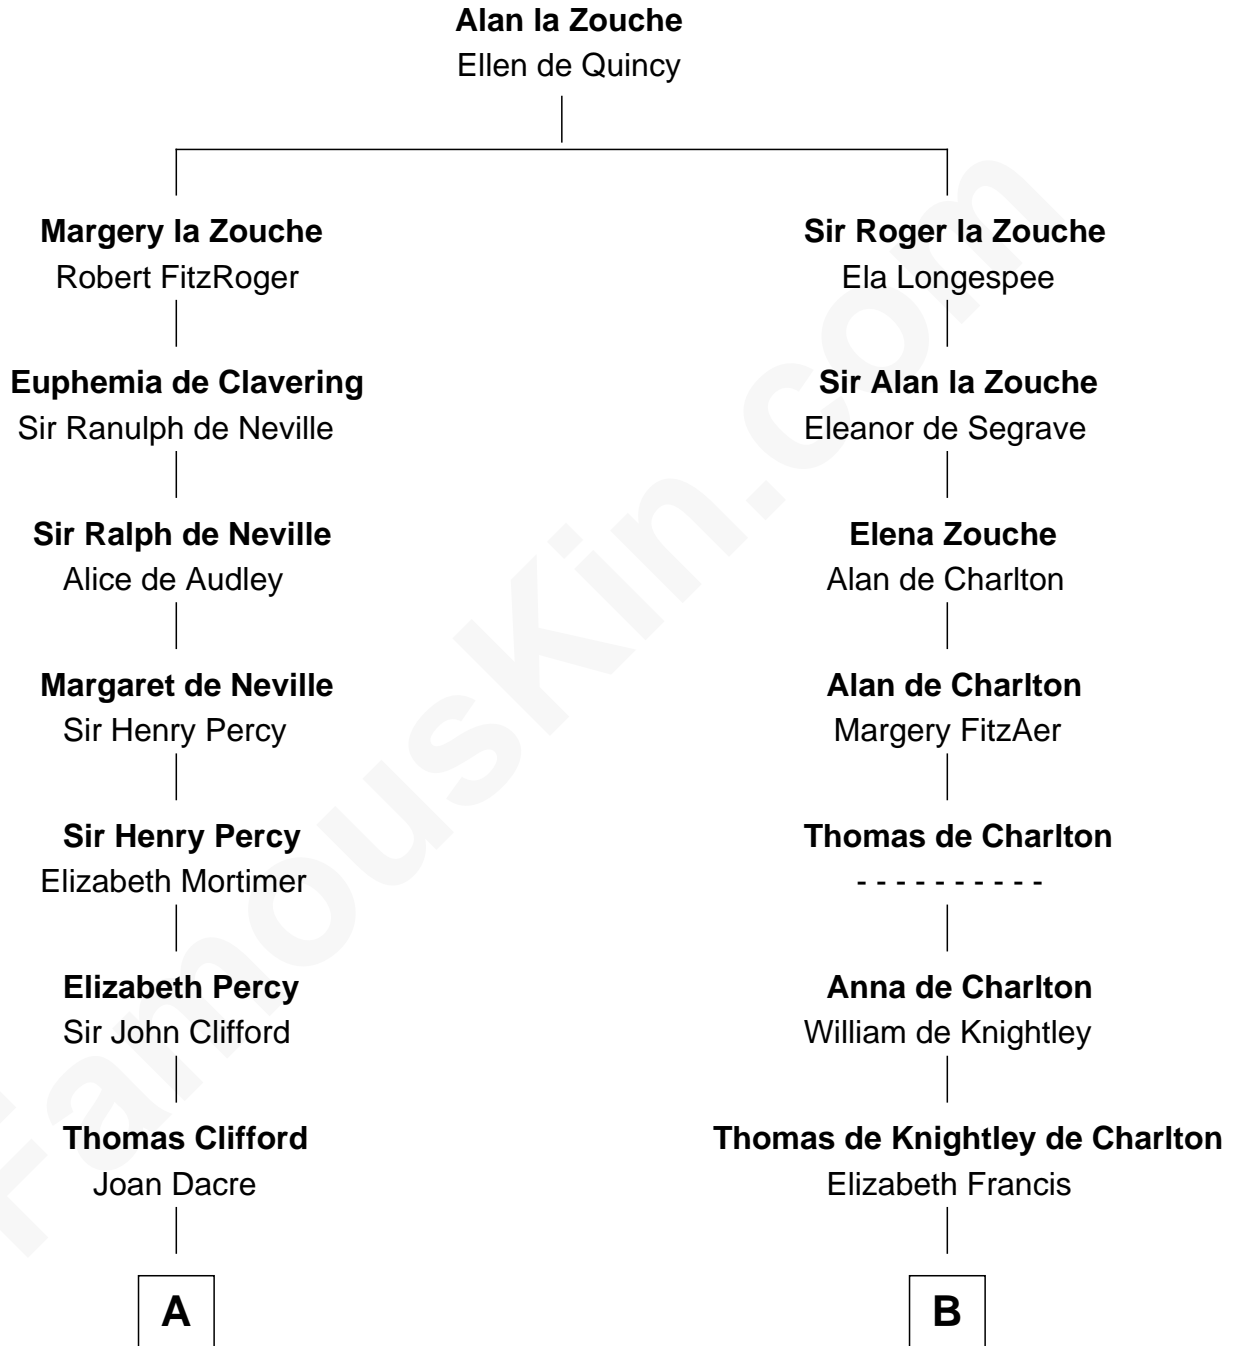 Alan la Zouche
Ellen de Quincy
Margery la Zouche
Robert FitzRoger
Sir Roger la Zouche
Ela Longespee
Euphemia de Clavering
Sir Ranulph de Neville
Sir Alan la Zouche
Eleanor de Segrave
Sir Ralph de Neville
Alice de Audley
Elena Zouche
Alan de Charlton
Margaret de Neville
Sir Henry Percy
Alan de Charlton
Margery FitzAer
Sir Henry Percy
Elizabeth Mortimer
Thomas de Charlton
- - - - - - - - - -
Elizabeth Percy
Sir John Clifford
Anna de Charlton
William de Knightley
Thomas Clifford
Joan Dacre
Thomas de Knightley de Charlton
Elizabeth Francis
A
B
FamousKin.com